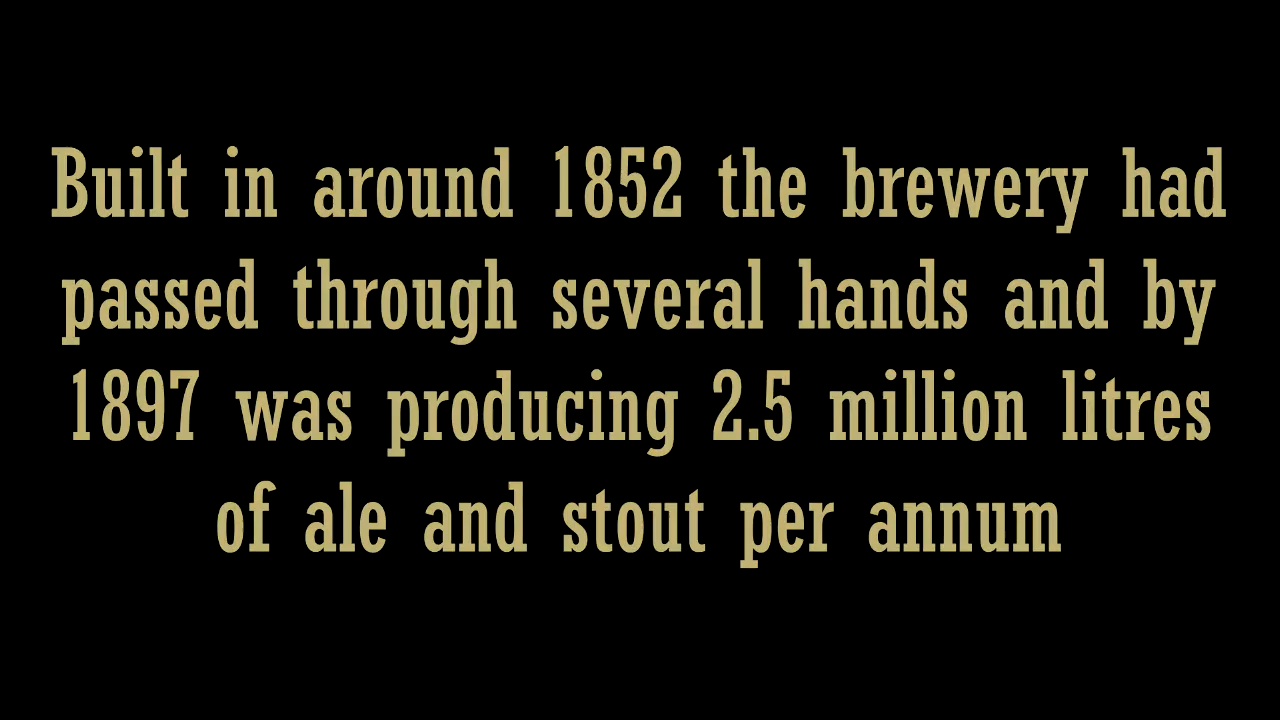 Built in around 1852 the brewery had
passed through several hands and by
1897 was producing 2.5 million litres
of ale and stout per annum